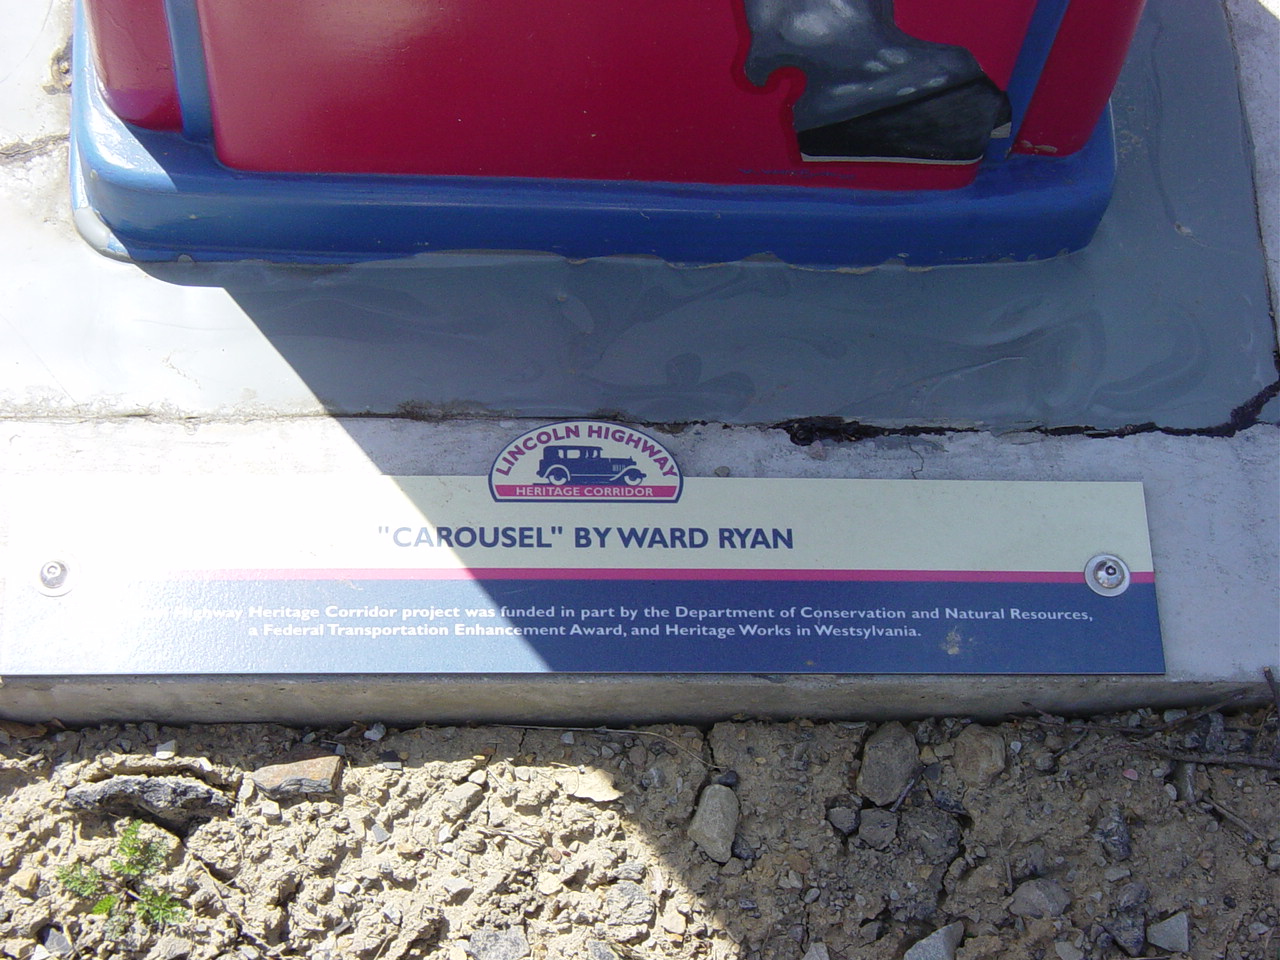 LINCOLN HIGHWAY
HERITAGE CORRIDOR
"CAROUSEL" BY WARD RYAN
Highway Heritage Corridor project was funded in part by the Department of Conservation and Natural Resources,
a Federal Transportation Enhancement Award, and Heritage Works in Westsylvania.